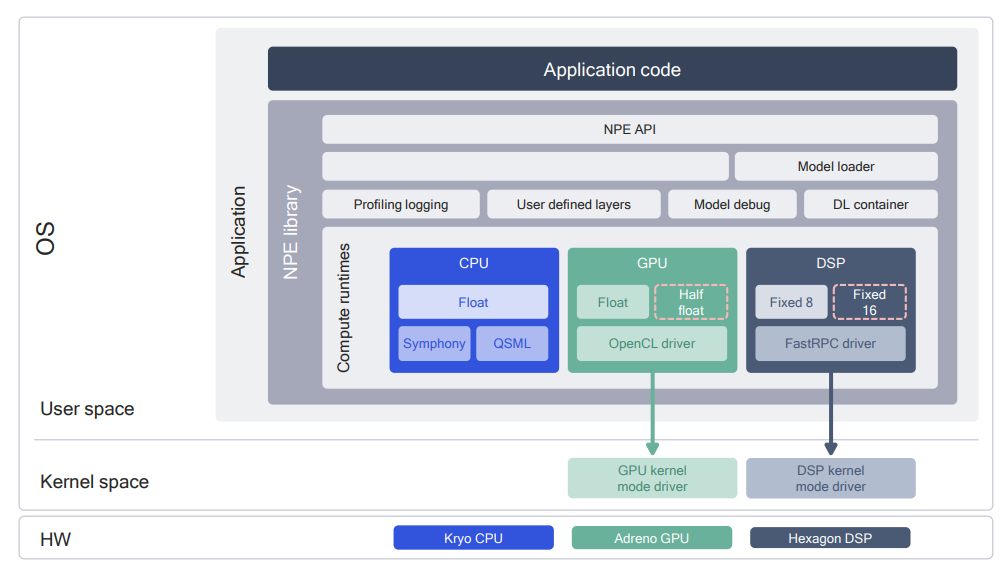 OS
Application
Application code
NPE library
NPE API
Model loader
Profiling logging
User defined layers
Model debug
DL container
Compute runtimes
CPU
Float
Symphony
QSML
GPU
Float
Half
float
OpenCL driver
DSP
Fixed 8
Fixed
16
FastRPC driver
User space
Kernel space
GPU kernel
mode driver
DSP kernel
mode driver
HW
Kryo CPU
Adreno GPU
Hexagon DSP